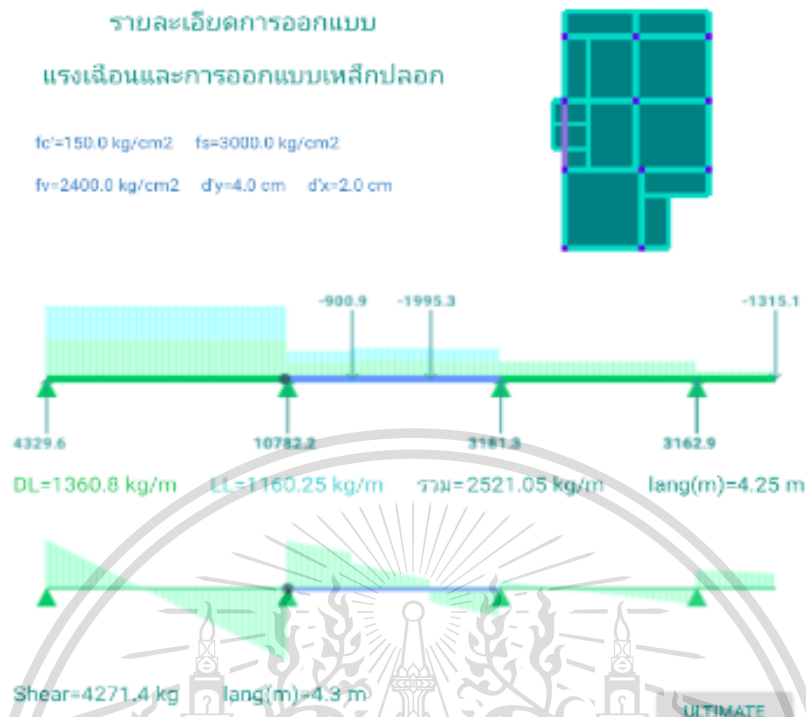 รายละเอียดการออกแบบ
แรงเฉือนและการออกแบบเหล็กปลอก
fc'=150.0 kg/cm2 fs=3000.0 kg/cm2
fv=2400.0 kg/cm2 d'y=4.0 cm d'x=2.0 cm
-900.9 -1995.3 -1315.1
4329.6 10782.2 3181.3 3162.9
DL=1360.8 kg/m LL=1160.25 kg/m รวม=2521.05 kg/m lang(m)=4.25 m
Shear=4271.4 kg lang(m)=4.3 m
ULTIMATE